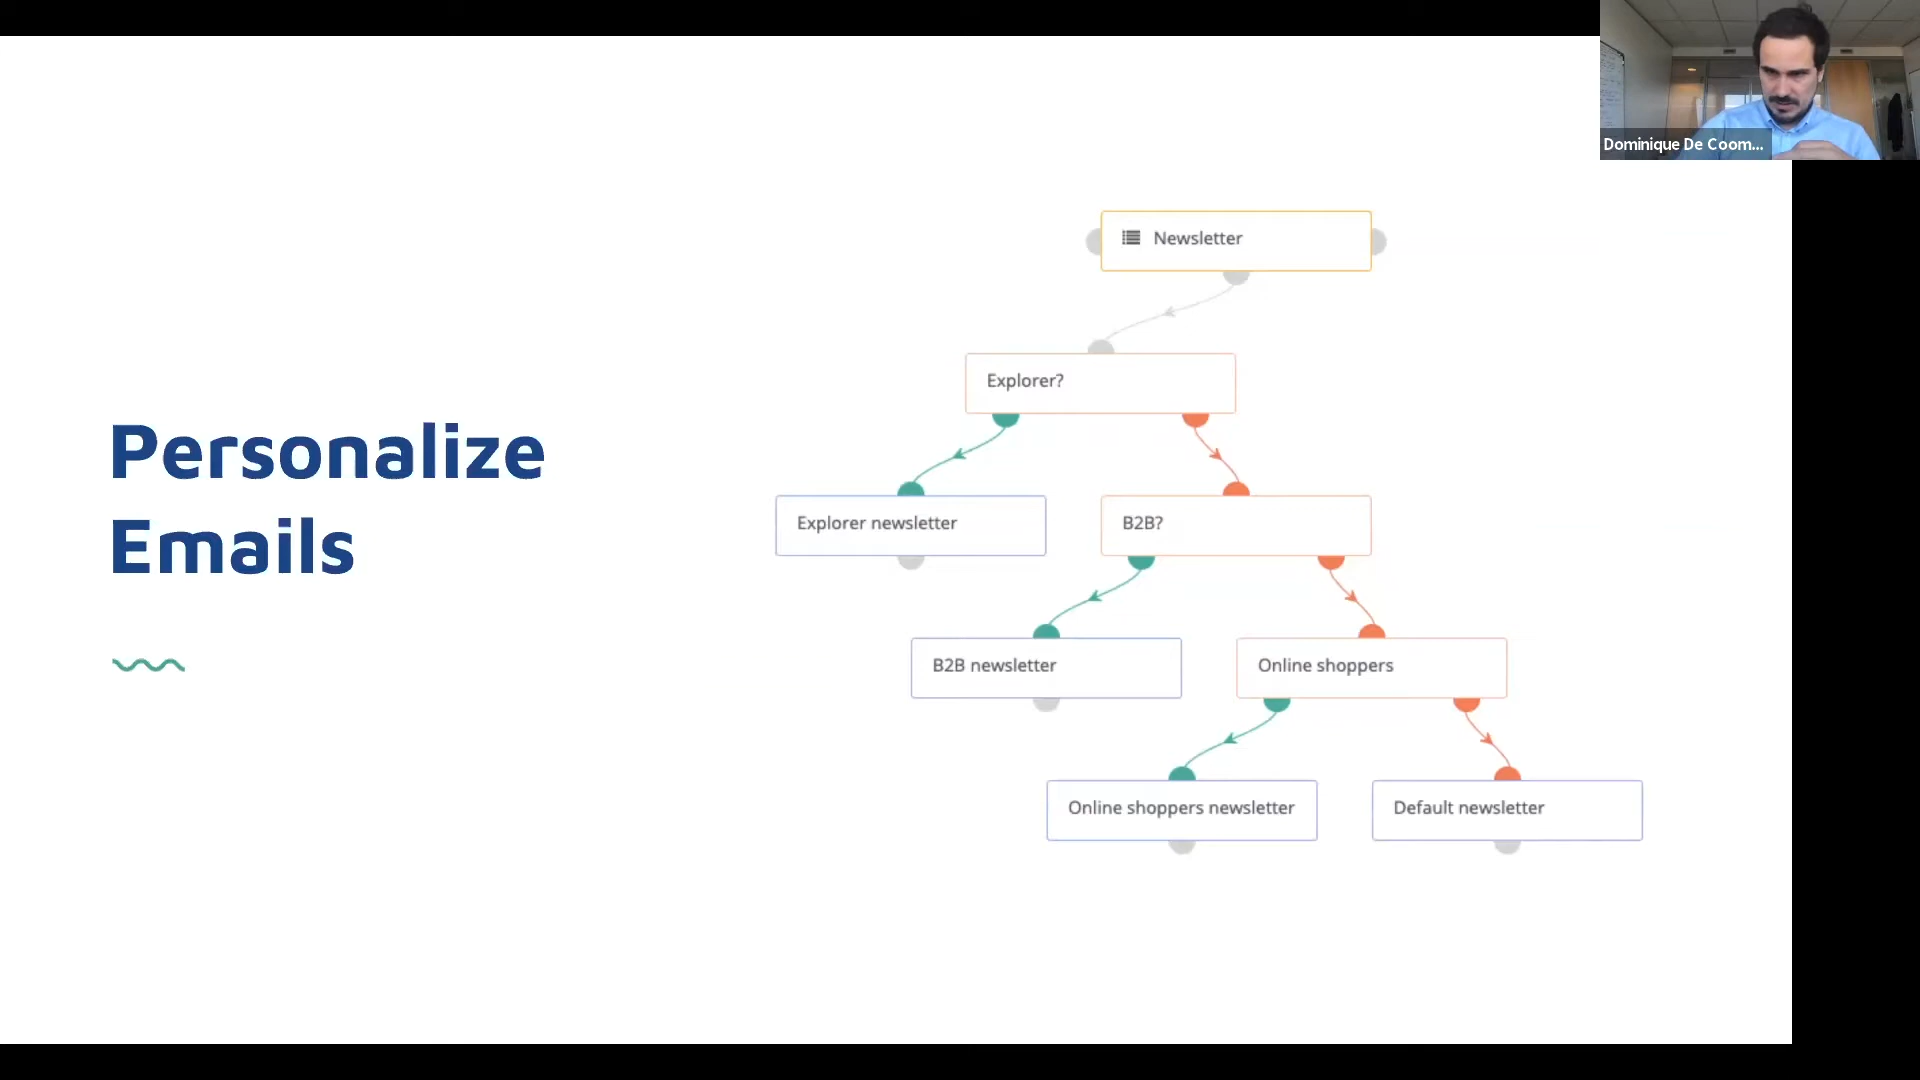 Dominique De Coom...
Personalize
Emails
Newsletter
Explorer?
Explorer newsletter
B2B?
B2B newsletter
Online shoppers
Online shoppers newsletter
Default newsletter